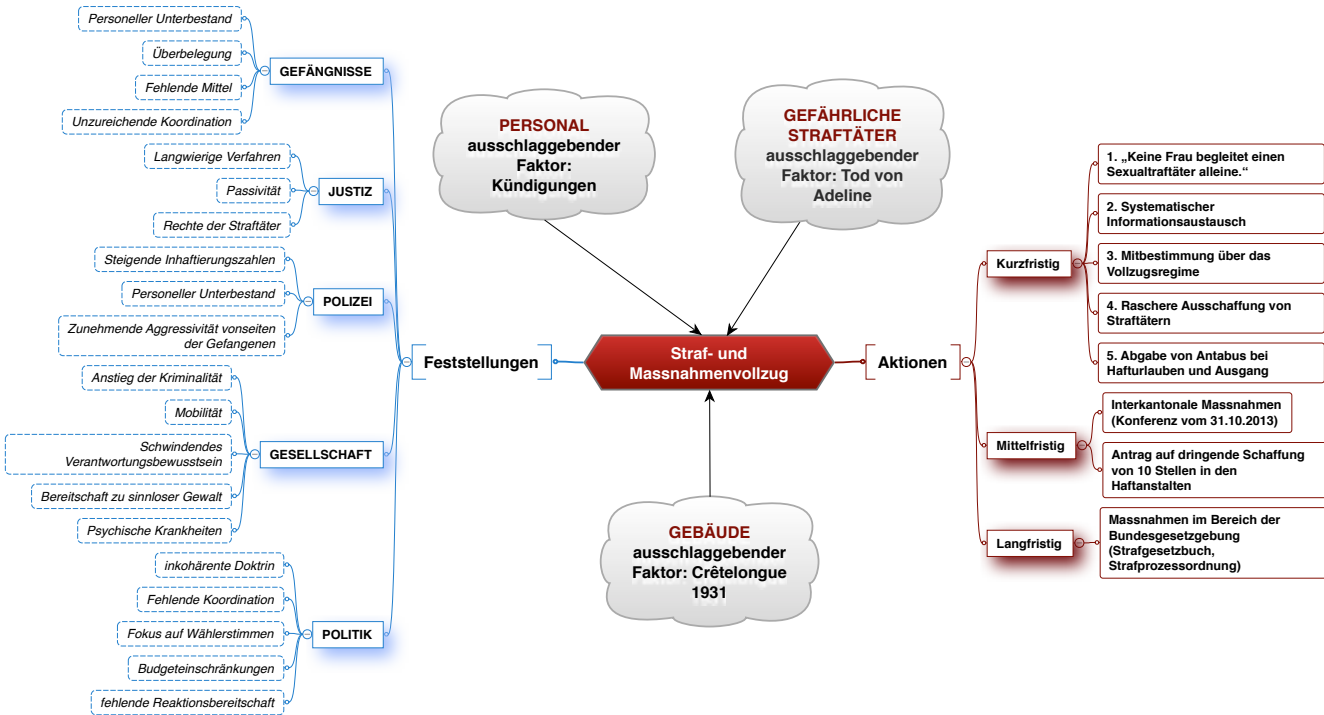 Personeller Unterbestand
Überbelegung
Fehlende Mittel
Unzureichende Koordination
GEFÄNGNISSE
Langwierige Verfahren
Passivität
Rechte der Straftäter
JUSTIZ
Steigende Inhaftierungszahlen
Personeller Unterbestand
Zunehmende Aggressivität vonseiten
der Gefangenen
POLIZEI
Anstieg der Kriminalität
Mobilität
Schwindendes
Verantwortungsbewusstsein
Bereitschaft zu sinnloser Gewalt
Psychische Krankheiten
GESELLSCHAFT
inkohärente Doktrin
Fehlende Koordination
Fokus auf Wählerstimmen
Budgeteinschränkungen
fehlende Reaktionsbereitschaft
POLITIK
Feststellungen
PERSONAL
ausschlaggebender
Faktor:
Kündigungen
GEFÄHRLICHE
STRAFTÄTER
ausschlaggebender
Faktor: Tod von
Adeline
Straf- und
Massnahmenvollzug
GEBÄUDE
ausschlaggebender
Faktor: Crêtelongue
1931
Aktionen
Kurzfristig
1. „Keine Frau begleitet einen
Sexualtraftäter alleine.“
2. Systematischer
Informationsaustausch
3. Mitbestimmung über das
Vollzugsregime
4. Raschere Ausschaffung von
Straftätern
5. Abgabe von Antabus bei
Hafturlauben und Ausgang
Mittelfristig
Interkantonale Massnahmen
(Konferenz vom 31.10.2013)
Antrag auf dringende Schaffung
von 10 Stellen in den
Haftanstalten
Langfristig
Massnahmen im Bereich der
Bundesgesetzgebung
(Strafgesetzbuch,
Strafprozessordnung)